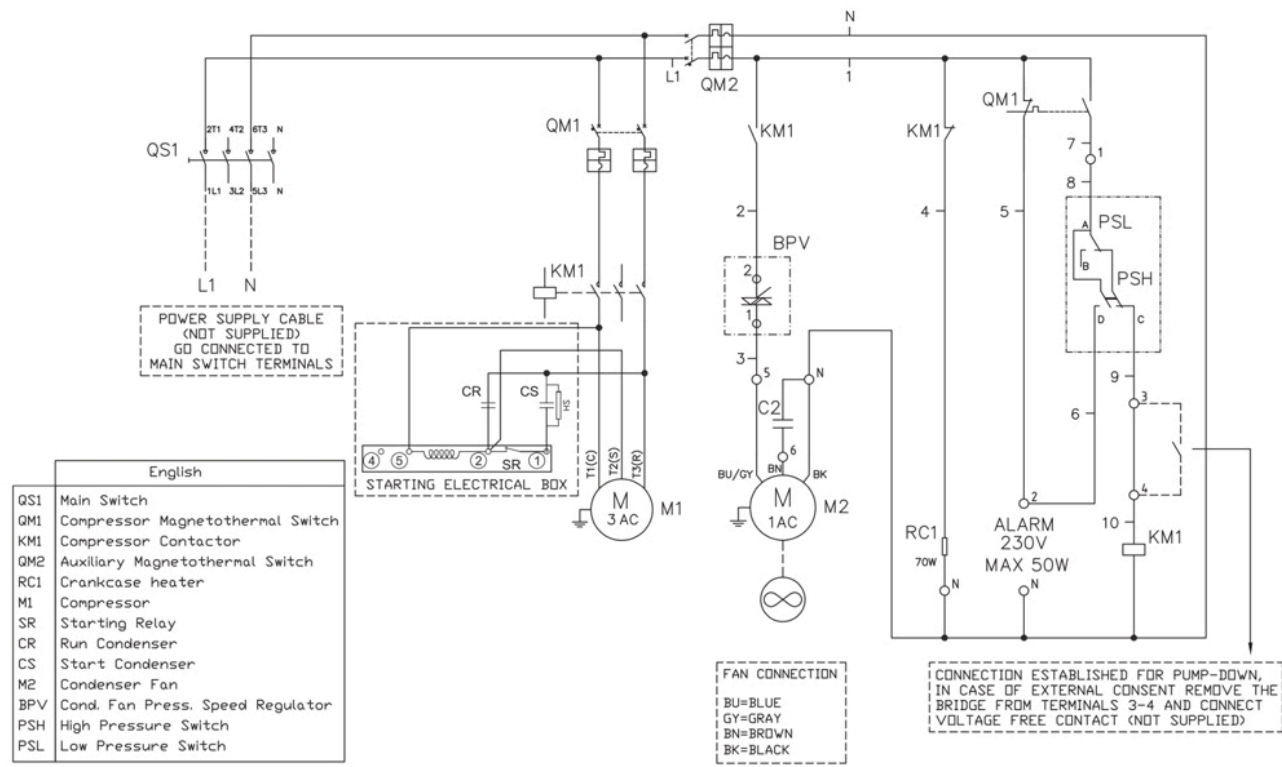 N
L1
QM2
1
2T1 4T2 6T3 N
QS1
1L1 3L2 5L3 N
L1 N
POWER SUPPLY CABLE
(NOT SUPPLIED)
GO CONNECTED TO
MAIN SWITCH TERMINALS
QM1
KM1
CR CS HS
4 5 2 SR 1
STARTING ELECTRICAL BOX
T1(C) T2(S) T3(R)
M
3 AC
M1
KM1
2
BPV
2
1
3
5 N
C2
6
BU/GY BN BK
M
1AC
M2
KM1
4
RC1
70W
N
QM1
5
7
1
8
PSL
A
B
PSH
D C
9
6
3
4
10
KM1
2
ALARM
230V
MAX 50W
N
English
QS1 Main Switch
QM1 Compressor Magnetothermal Switch
KM1 Compressor Contactor
QM2 Auxiliary Magnetothermal Switch
RC1 Crankcase heater
M1 Compressor
SR Starting Relay
CR Run Condenser
CS Start Condenser
M2 Condenser Fan
BPV Cond. Fan Press. Speed Regulator
PSH High Pressure Switch
PSL Low Pressure Switch
FAN CONNECTION
BU=BLUE
GY=GRAY
BN=BROWN
BK=BLACK
CONNECTION ESTABLISHED FOR PUMP-DOWN,
IN CASE OF EXTERNAL CONSENT REMOVE THE
BRIDGE FROM TERMINALS 3-4 AND CONNECT
VOLTAGE FREE CONTACT (NOT SUPPLIED)